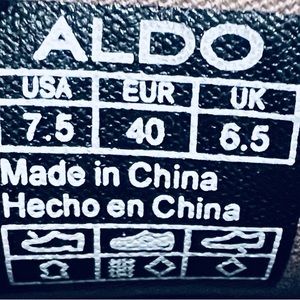 ALDO
USA EUR UK
7.5 40 6.5
Made in China
Hecho en China